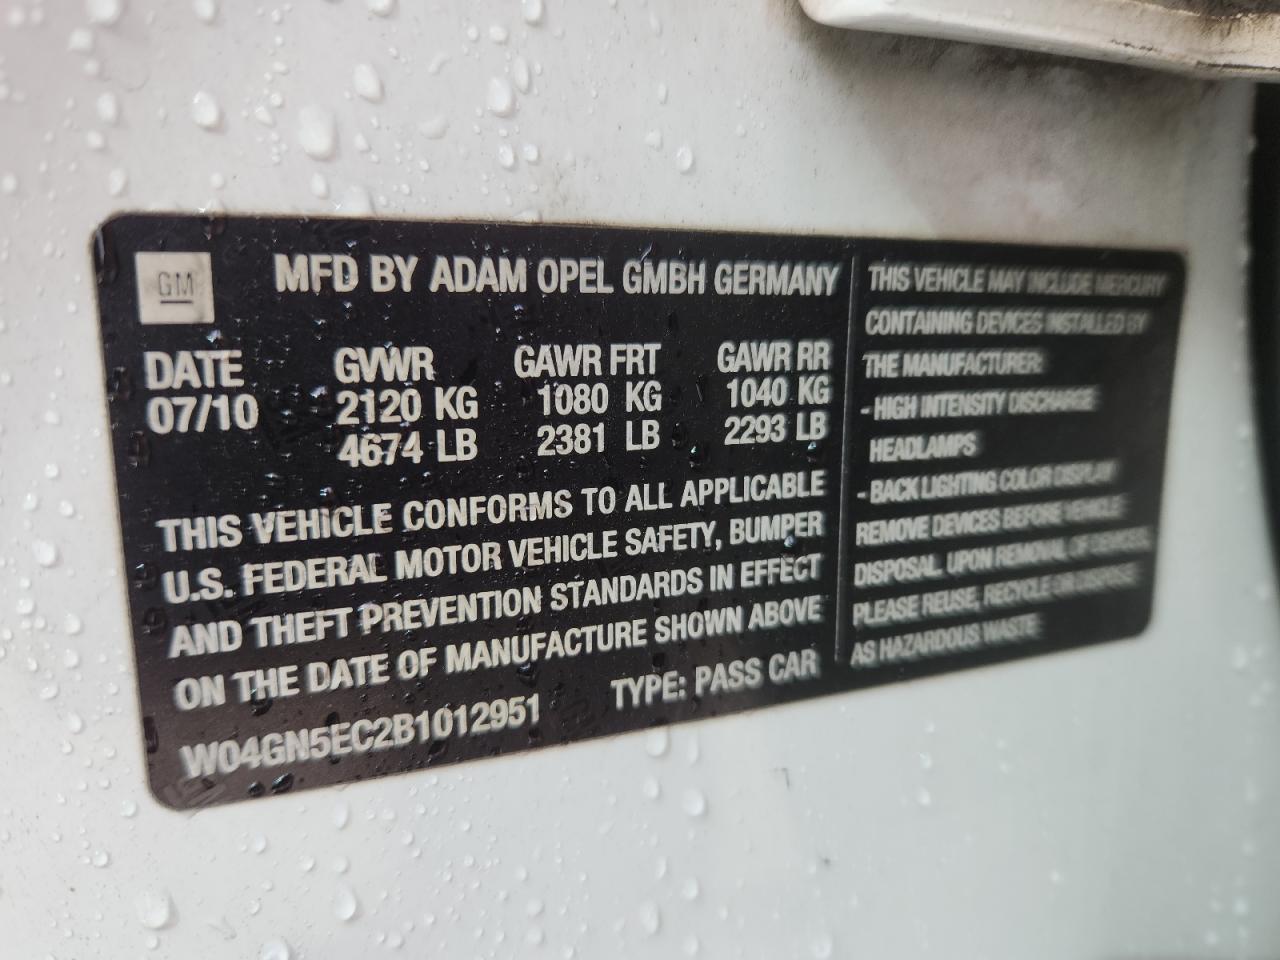 GM
MFD BY ADAM OPEL GMBH GERMANY
DATE GVWR GAWR FRT GAWR RR
07/10 2120 KG 1080 KG 1040 KG
4674 LB 2381 LB 2293 LB
THIS VEHICLE CONFORMS TO ALL APPLICABLE
U.S. FEDERAL MOTOR VEHICLE SAFETY, BUMPER
AND THEFT PREVENTION STANDARDS IN EFFECT
ON THE DATE OF MANUFACTURE SHOWN ABOVE
W04GN5EC2B1012951 TYPE: PASS CAR
THIS VEHICLE MAY INCLUDE MERCURY
CONTAINING DEVICES INSTALLED BY
THE MANUFACTURER:
- HIGH INTENSITY DISCHARGE
HEADLAMPS
- BACK LIGHTING COLOR DISPLAY
REMOVE DEVICES BEFORE VEHICLE
DISPOSAL. UPON REMOVAL OF DEVICES,
PLEASE REUSE, RECYCLE OR DISPOSE
AS HAZARDOUS WASTE